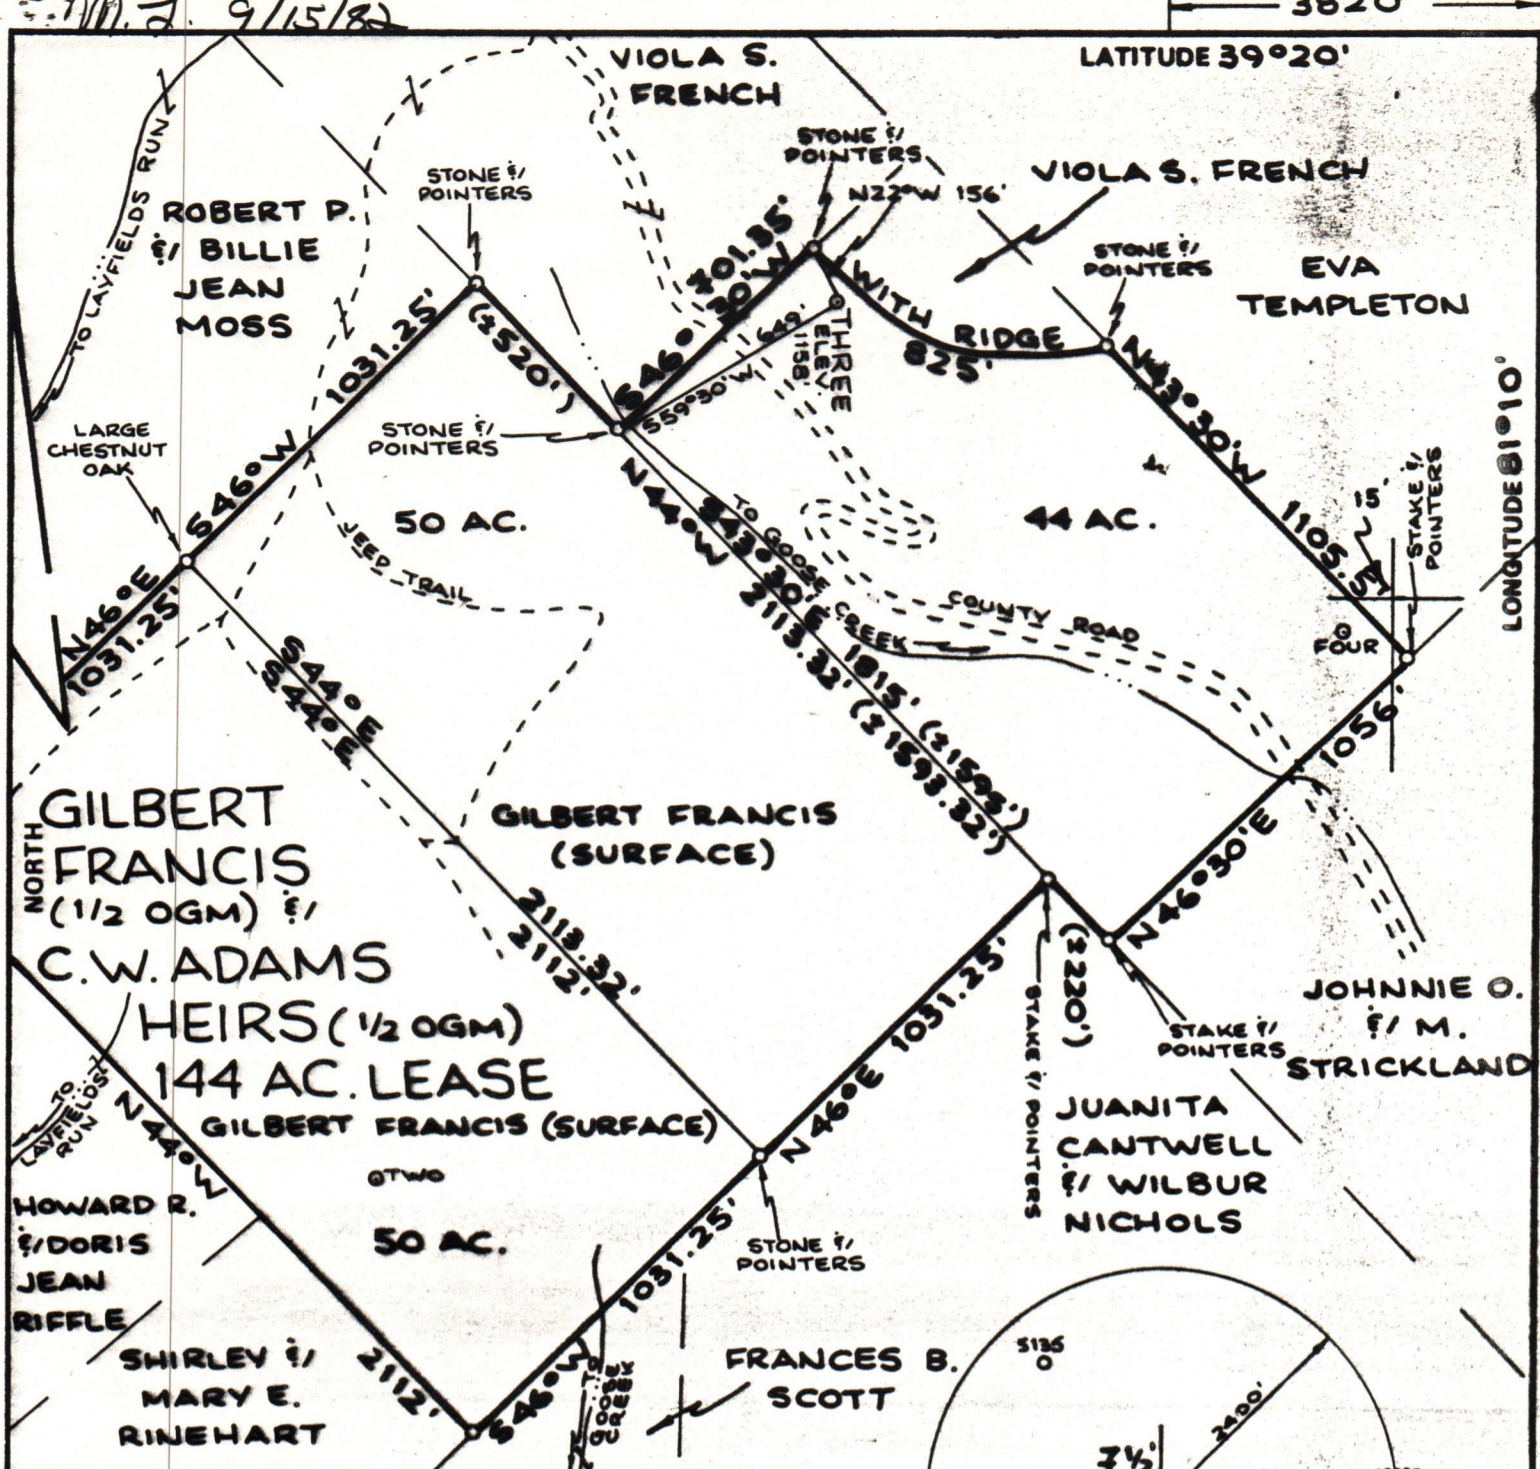 9/15/82
3820'
LATITUDE 39°20'
LONGITUDE 81°10'
VIOLA S.
FRENCH
STONE &
POINTERS
N22°W 156'
VIOLA S. FRENCH
STONE &
POINTERS
EVA
TEMPLETON
STONE &
POINTERS
TO LAYFIELDS RUN
ROBERT P.
& BILLIE
JEAN
MOSS
S46°30'W
701.35'
WITH RIDGE
825'
THREE
ELEV.
1158'
649'
S59°30'W
N43°30'W 1105.5'
1031.25'
S46°W
(±520')
STONE &
POINTERS
LARGE
CHESTNUT
OAK
N46°E
1031.25'
50 AC.
44 AC.
15'
STAKE &
POINTERS
FOUR
JEEP TRAIL
TO GOOSE CREEK
COUNTY ROAD
N44°W 2113.32' (±1593.32')
S43°30'E 1815' (±1595')
1056'
N46°30'E
S44°E
S44°E
2113.32'
2112'
GILBERT FRANCIS
(SURFACE)
NORTH
GILBERT
FRANCIS
(1/2 OGM) &
C.W. ADAMS
HEIRS (1/2 OGM)
144 AC. LEASE
GILBERT FRANCIS (SURFACE)
TWO
50 AC.
N46°E 1031.25'
(±220')
STAKE & POINTERS
STAKE &
POINTERS
JOHNNIE O.
& M.
STRICKLAND
JUANITA
CANTWELL
& WILBUR
NICHOLS
STONE &
POINTERS
1031.25'
S46°W
TO
LAYFIELDS
RUN
N44°W
2112'
HOWARD R.
& DORIS
JEAN
RIFFLE
SHIRLEY &
MARY E.
RINEHART
TO
GOOSE
CREEK
FRANCES B.
SCOTT
5136
2400'
7 1/2'